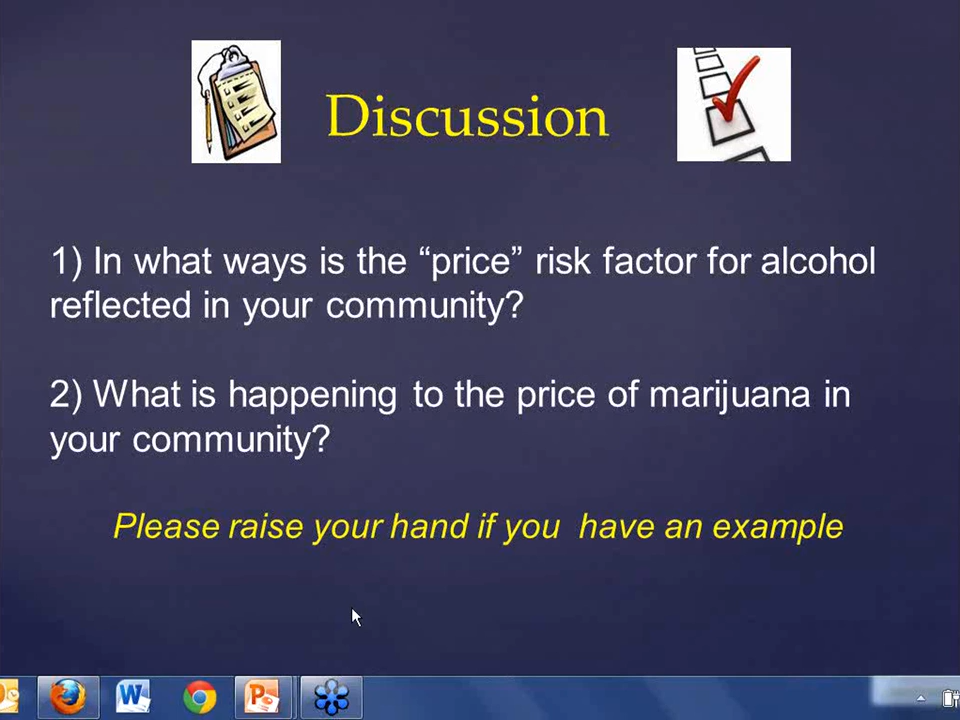 Discussion
1) In what ways is the “price” risk factor for alcohol
reflected in your community?
2) What is happening to the price of marijuana in
your community?
Please raise your hand if you  have an example